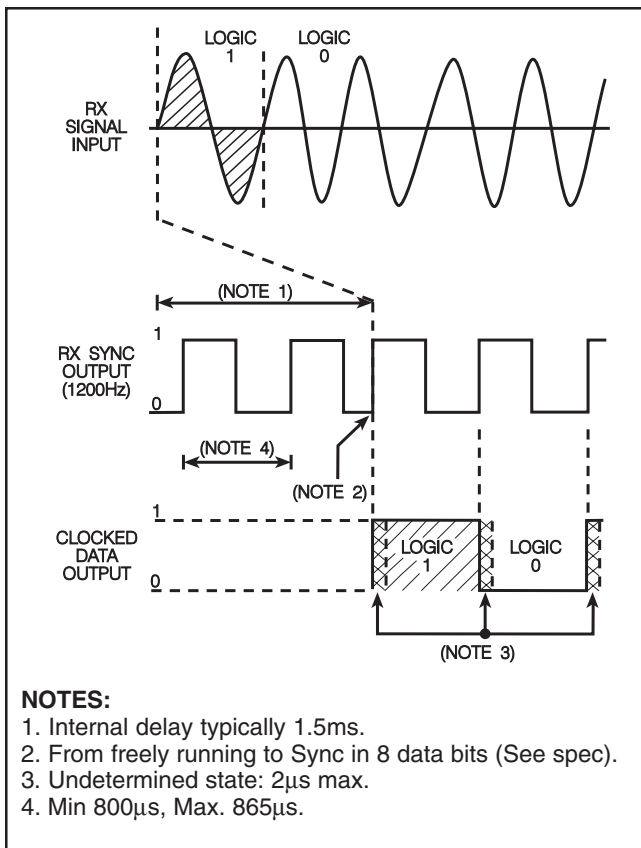 LOGIC
1
LOGIC
0
RX
SIGNAL
INPUT
(NOTE 1)
RX SYNC
OUTPUT
(1200Hz)
1
0
(NOTE 4)
(NOTE 2)
CLOCKED
DATA
OUTPUT
1
0
LOGIC
1
LOGIC
0
(NOTE 3)
NOTES:
1. Internal delay typically 1.5ms.
2. From freely running to Sync in 8 data bits (See spec).
3. Undetermined state: 2µs max.
4. Min 800µs, Max. 865µs.